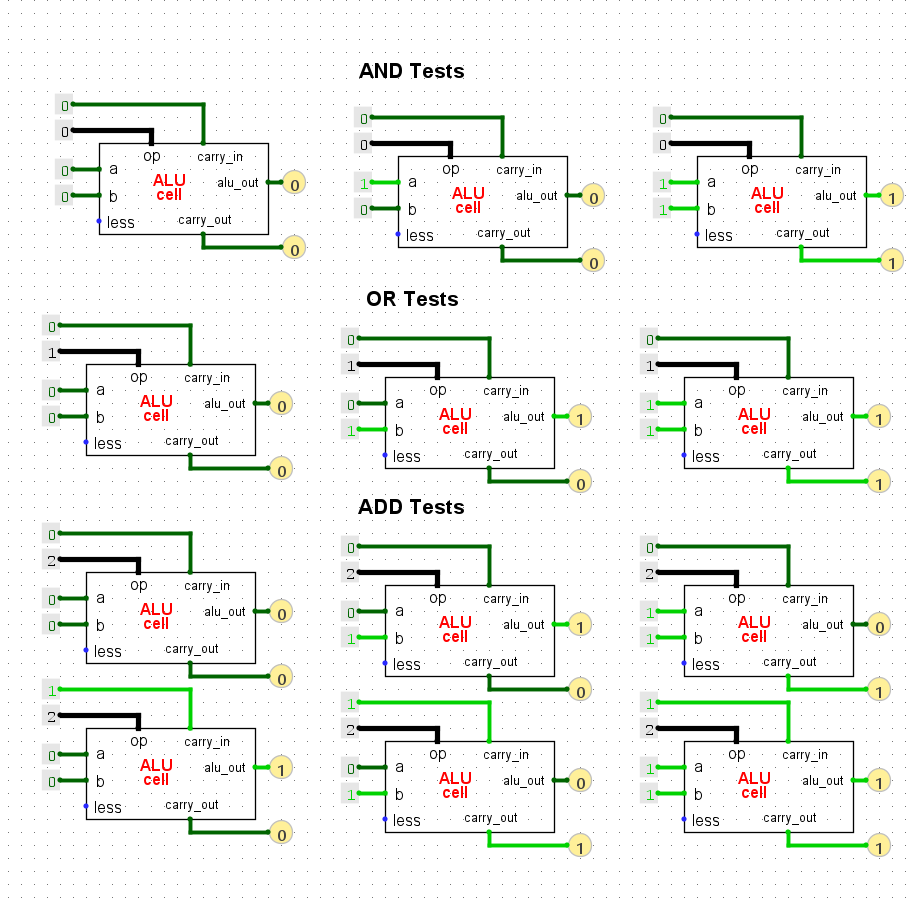 AND Tests
0 0 0
0 0 0
op carry_in op carry_in op carry_in
0 a ALU cell alu_out 0 1 a ALU cell alu_out 0 1 a ALU cell alu_out 1
0 b 0 b 1 b
less carry_out 0 less carry_out 0 less carry_out 1
OR Tests
0 0 0
1 1 1
op carry_in op carry_in op carry_in
0 a ALU cell alu_out 0 0 a ALU cell alu_out 1 1 a ALU cell alu_out 1
0 b 1 b 1 b
less carry_out 0 less carry_out 0 less carry_out 1
ADD Tests
0 0 0
2 2 2
op carry_in op carry_in op carry_in
0 a ALU cell alu_out 0 0 a ALU cell alu_out 1 1 a ALU cell alu_out 0
0 b 1 b 1 b
less carry_out 0 less carry_out 0 less carry_out 1
1 1 1
2 2 2
op carry_in op carry_in op carry_in
0 a ALU cell alu_out 1 0 a ALU cell alu_out 0 1 a ALU cell alu_out 1
0 b 1 b 1 b
less carry_out 0 less carry_out 1 less carry_out 1